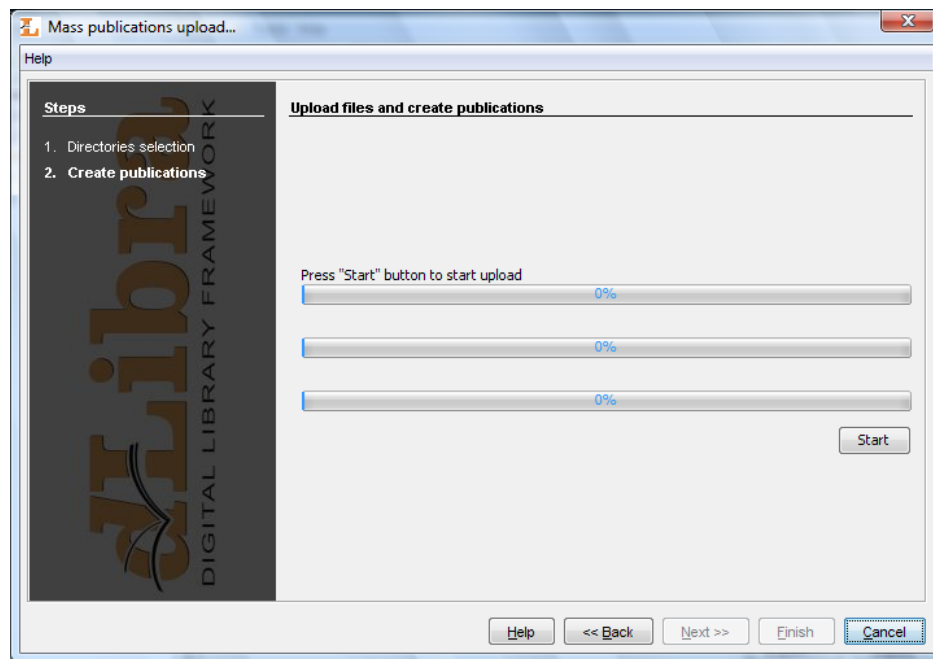 Mass publications upload...
Help
Steps
1. Directories selection
2. Create publications
dLibra
DIGITAL LIBRARY FRAMEWORK
Upload files and create publications
Press "Start" button to start upload
0%
0%
0%
Start
Help
<< Back
Next >>
Finish
Cancel